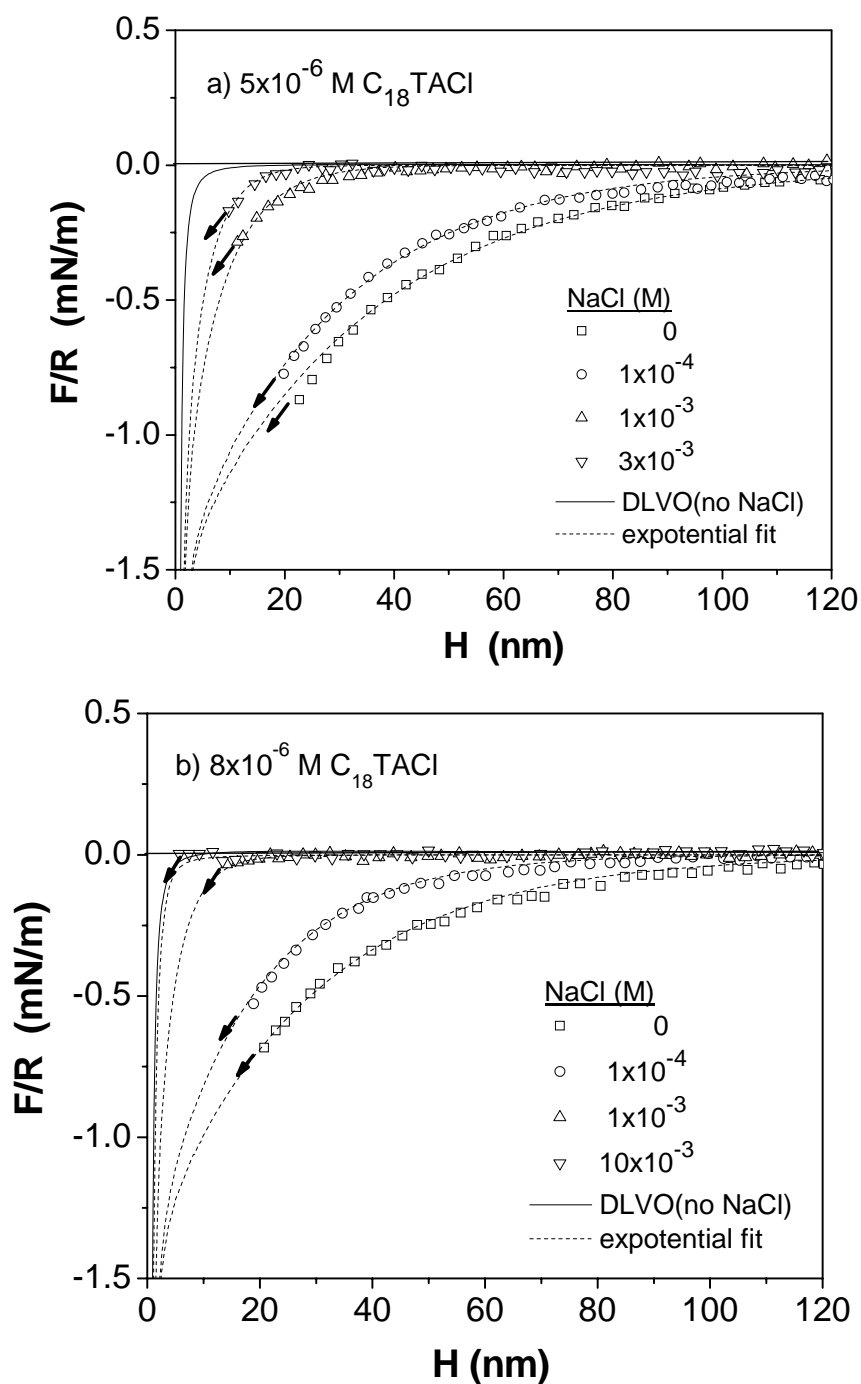 a) 5x10⁻⁶ M C₁₈TACl
0.5
0.0
-0.5
-1.0
-1.5
F/R (mN/m)
NaCl (M)
0
1x10⁻⁴
1x10⁻³
3x10⁻³
DLVO(no NaCl)
expotential fit
0 20 40 60 80 100 120
H (nm)
b) 8x10⁻⁶ M C₁₈TACl
0.5
0.0
-0.5
-1.0
-1.5
F/R (mN/m)
NaCl (M)
0
1x10⁻⁴
1x10⁻³
10x10⁻³
DLVO(no NaCl)
expotential fit
0 20 40 60 80 100 120
H (nm)